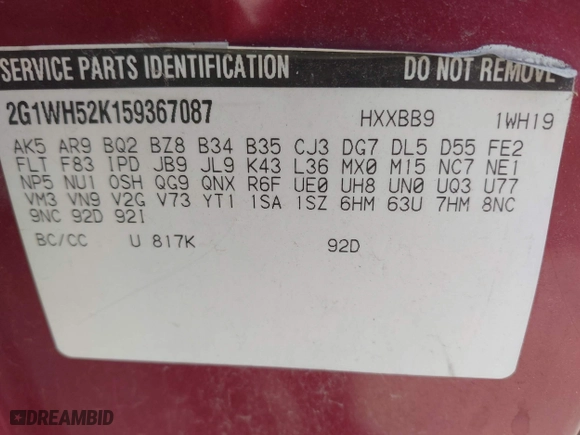 SERVICE PARTS IDENTIFICATION DO NOT REMOVE
2G1WH52K159367087 HXXBB9 1WH19
AK5 AR9 BQ2 BZ8 B34 B35 CJ3 DG7 DL5 D55 FE2
FLT F83 IPD JB9 JL9 K43 L36 MX0 M15 NC7 NE1
NP5 NU1 OSH QG9 QNX R6F UE0 UH8 UN0 UQ3 U77
VM3 VN9 V2G V73 YT1 1SA 1SZ 6HM 63U 7HM 8NC
9NC 92D 92I
BC/CC U 817K 92D
DREAMBID